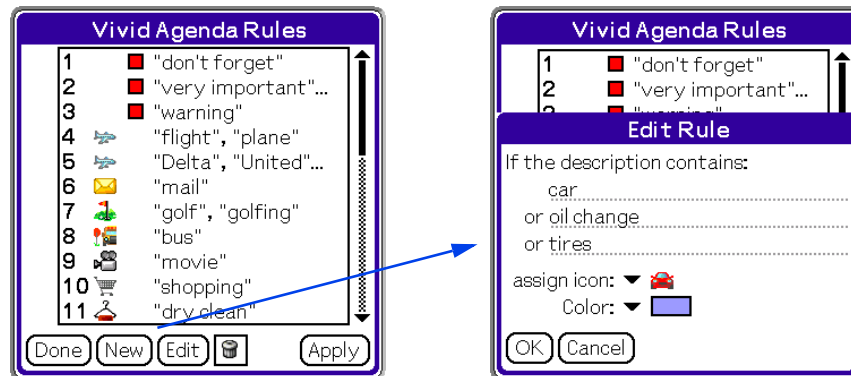 Vivid Agenda Rules
1 "don't forget"
2 "very important"...
3 "warning"
4 "flight", "plane"
5 "Delta", "United"...
6 "mail"
7 "golf", "golfing"
8 "bus"
9 "movie"
10 "shopping"
11 "dry clean"
Done New Edit Apply
Vivid Agenda Rules
1 "don't forget"
2 "very important"...
3 "warning"
Edit Rule
If the description contains:
car
or oil change
or tires
assign icon:
Color:
OK Cancel